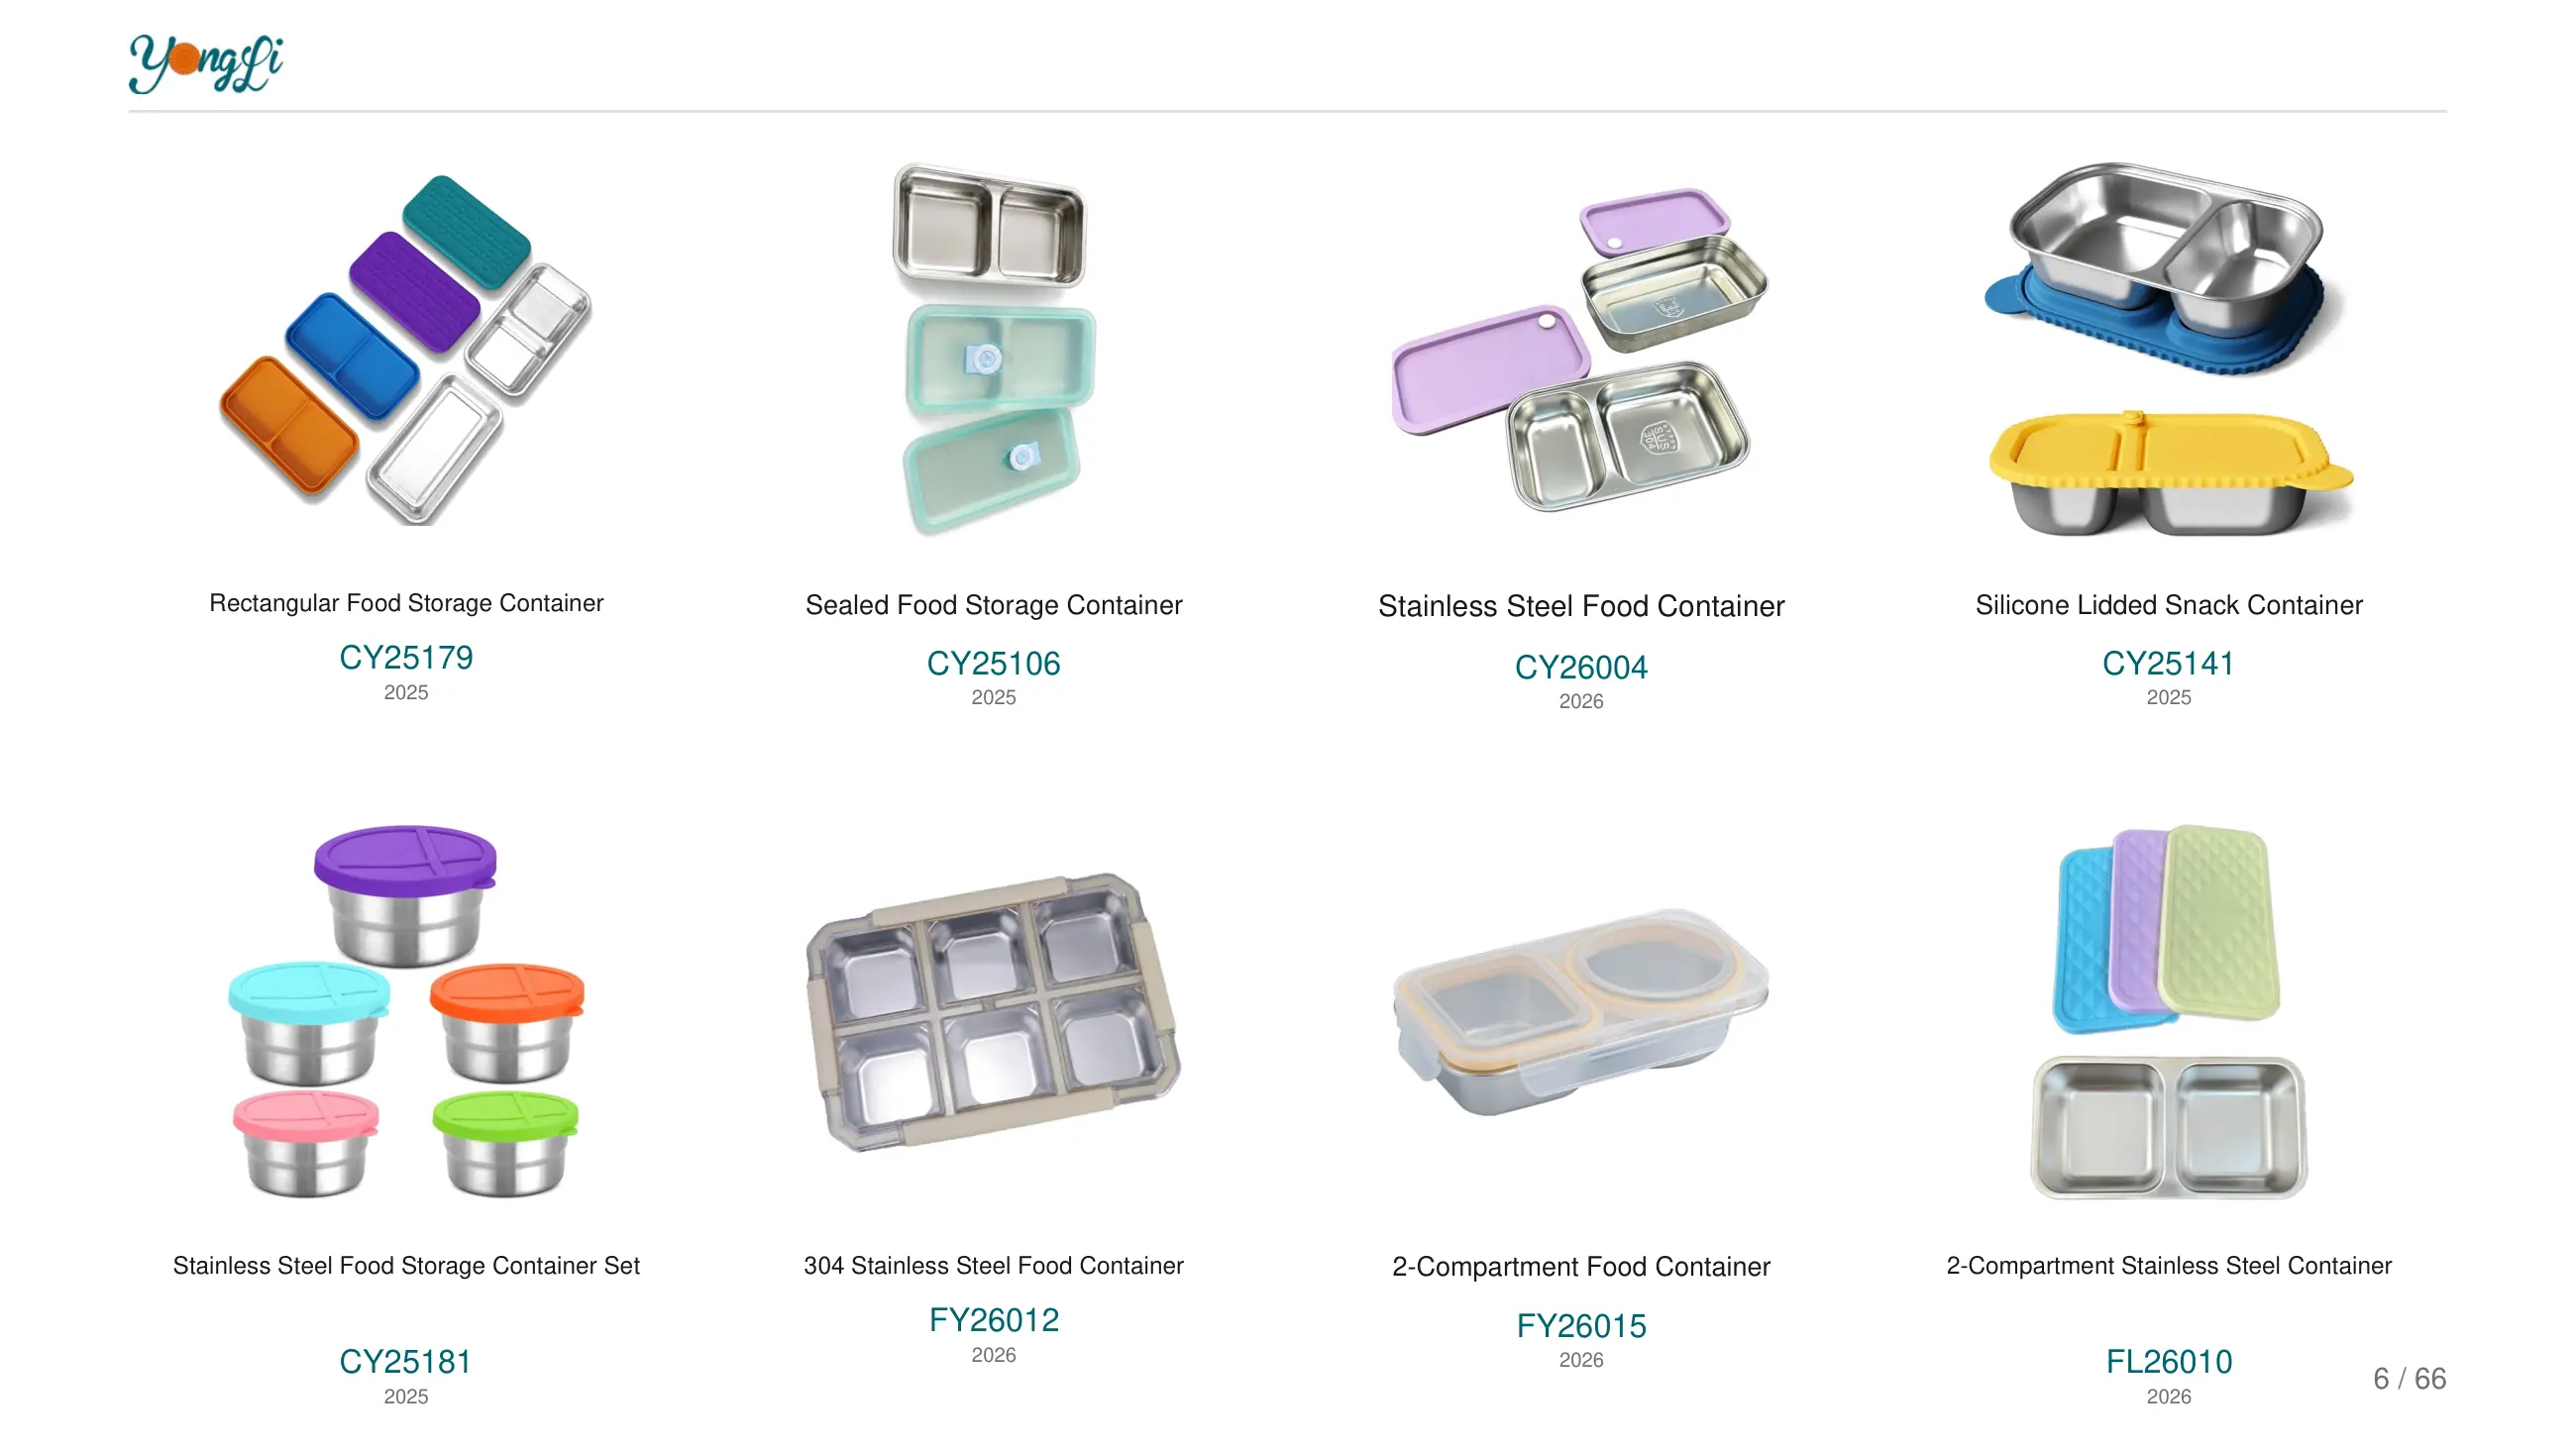 YongLi
Rectangular Food Storage Container
CY25179
2025
Sealed Food Storage Container
CY25106
2025
Stainless Steel Food Container
CY26004
2026
Silicone Lidded Snack Container
CY25141
2025
SUS
304
Stainless Steel Food Storage Container Set
CY25181
2025
304 Stainless Steel Food Container
FY26012
2026
2-Compartment Food Container
FY26015
2026
2-Compartment Stainless Steel Container
FL26010
2026
6 / 66